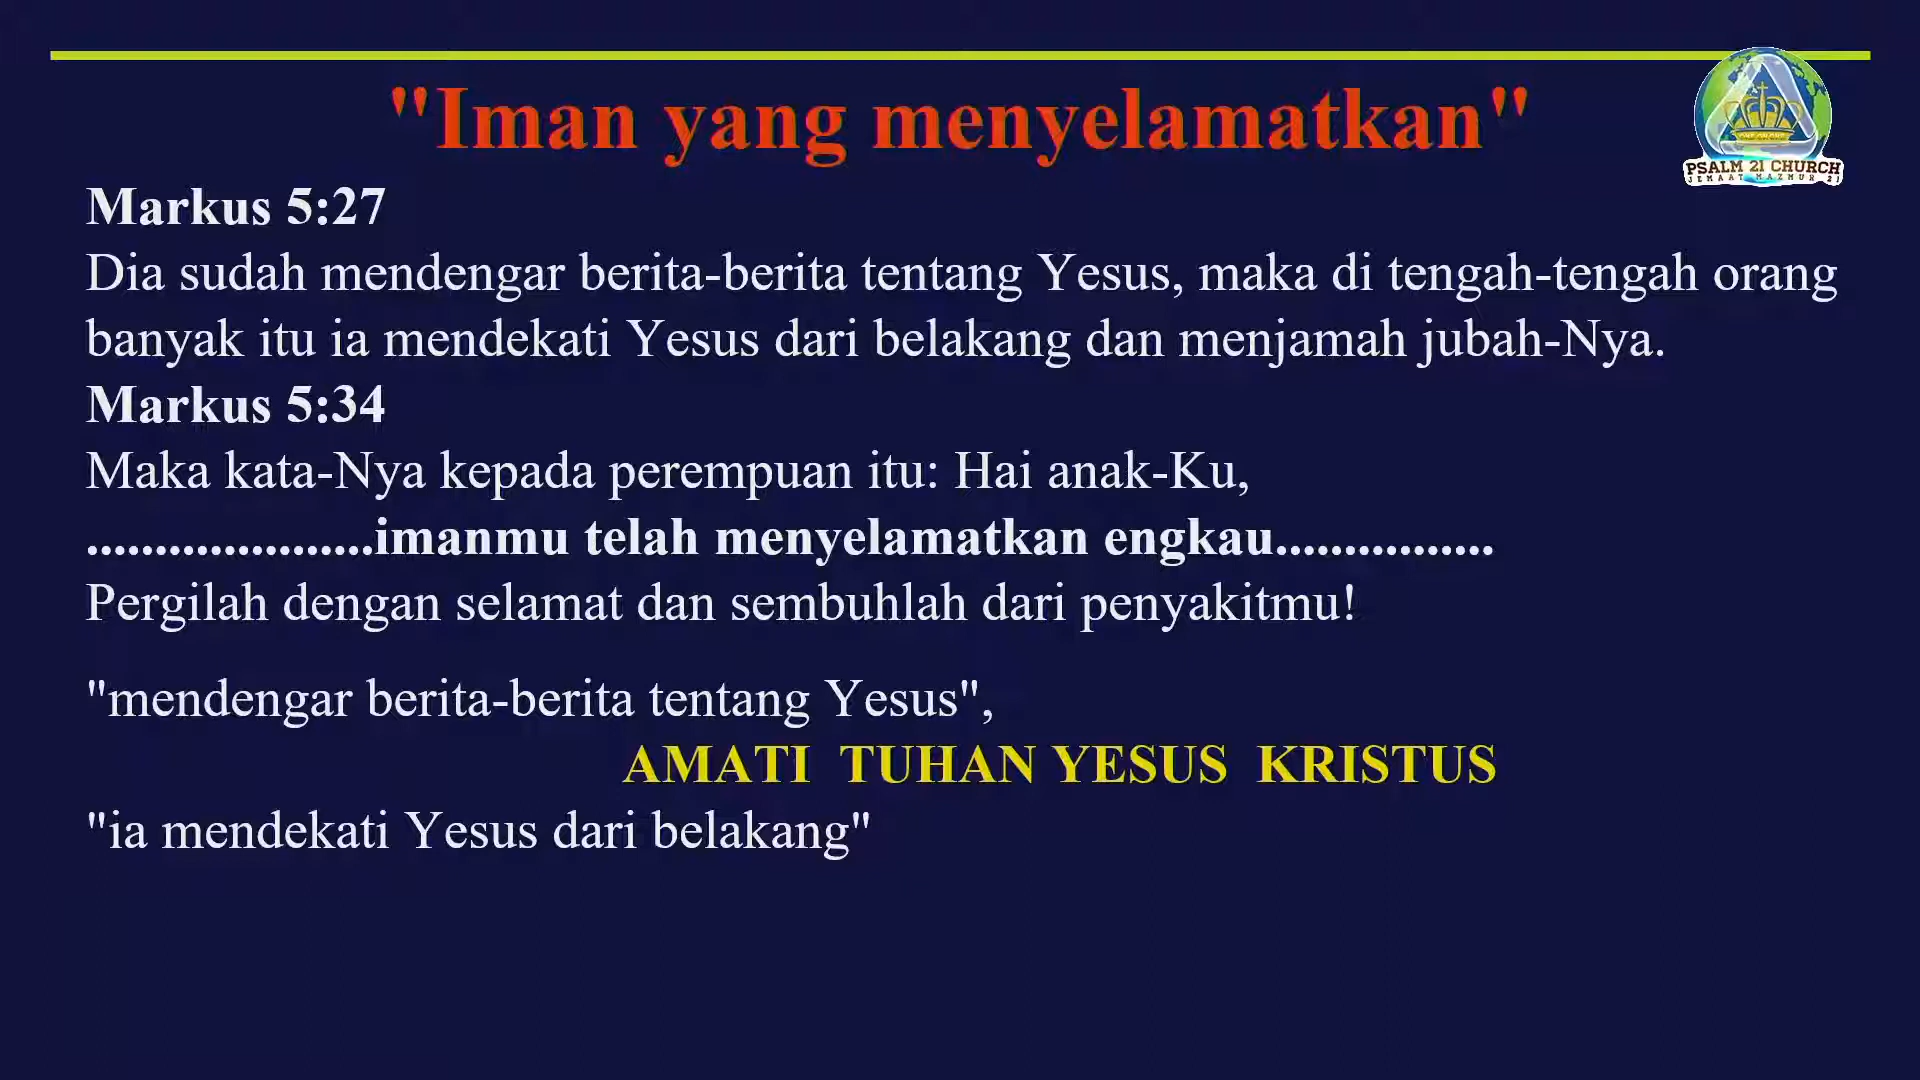 "Iman yang menyelamatkan"
PSALM 21 CHURCH
JEMAAT MAZMUR 21
Markus 5:27
Dia sudah mendengar berita-berita tentang Yesus, maka di tengah-tengah orang
banyak itu ia mendekati Yesus dari belakang dan menjamah jubah-Nya.
Markus 5:34
Maka kata-Nya kepada perempuan itu: Hai anak-Ku,
.....................imanmu telah menyelamatkan engkau................
Pergilah dengan selamat dan sembuhlah dari penyakitmu!
"mendengar berita-berita tentang Yesus",
AMATI  TUHAN YESUS  KRISTUS
"ia mendekati Yesus dari belakang"